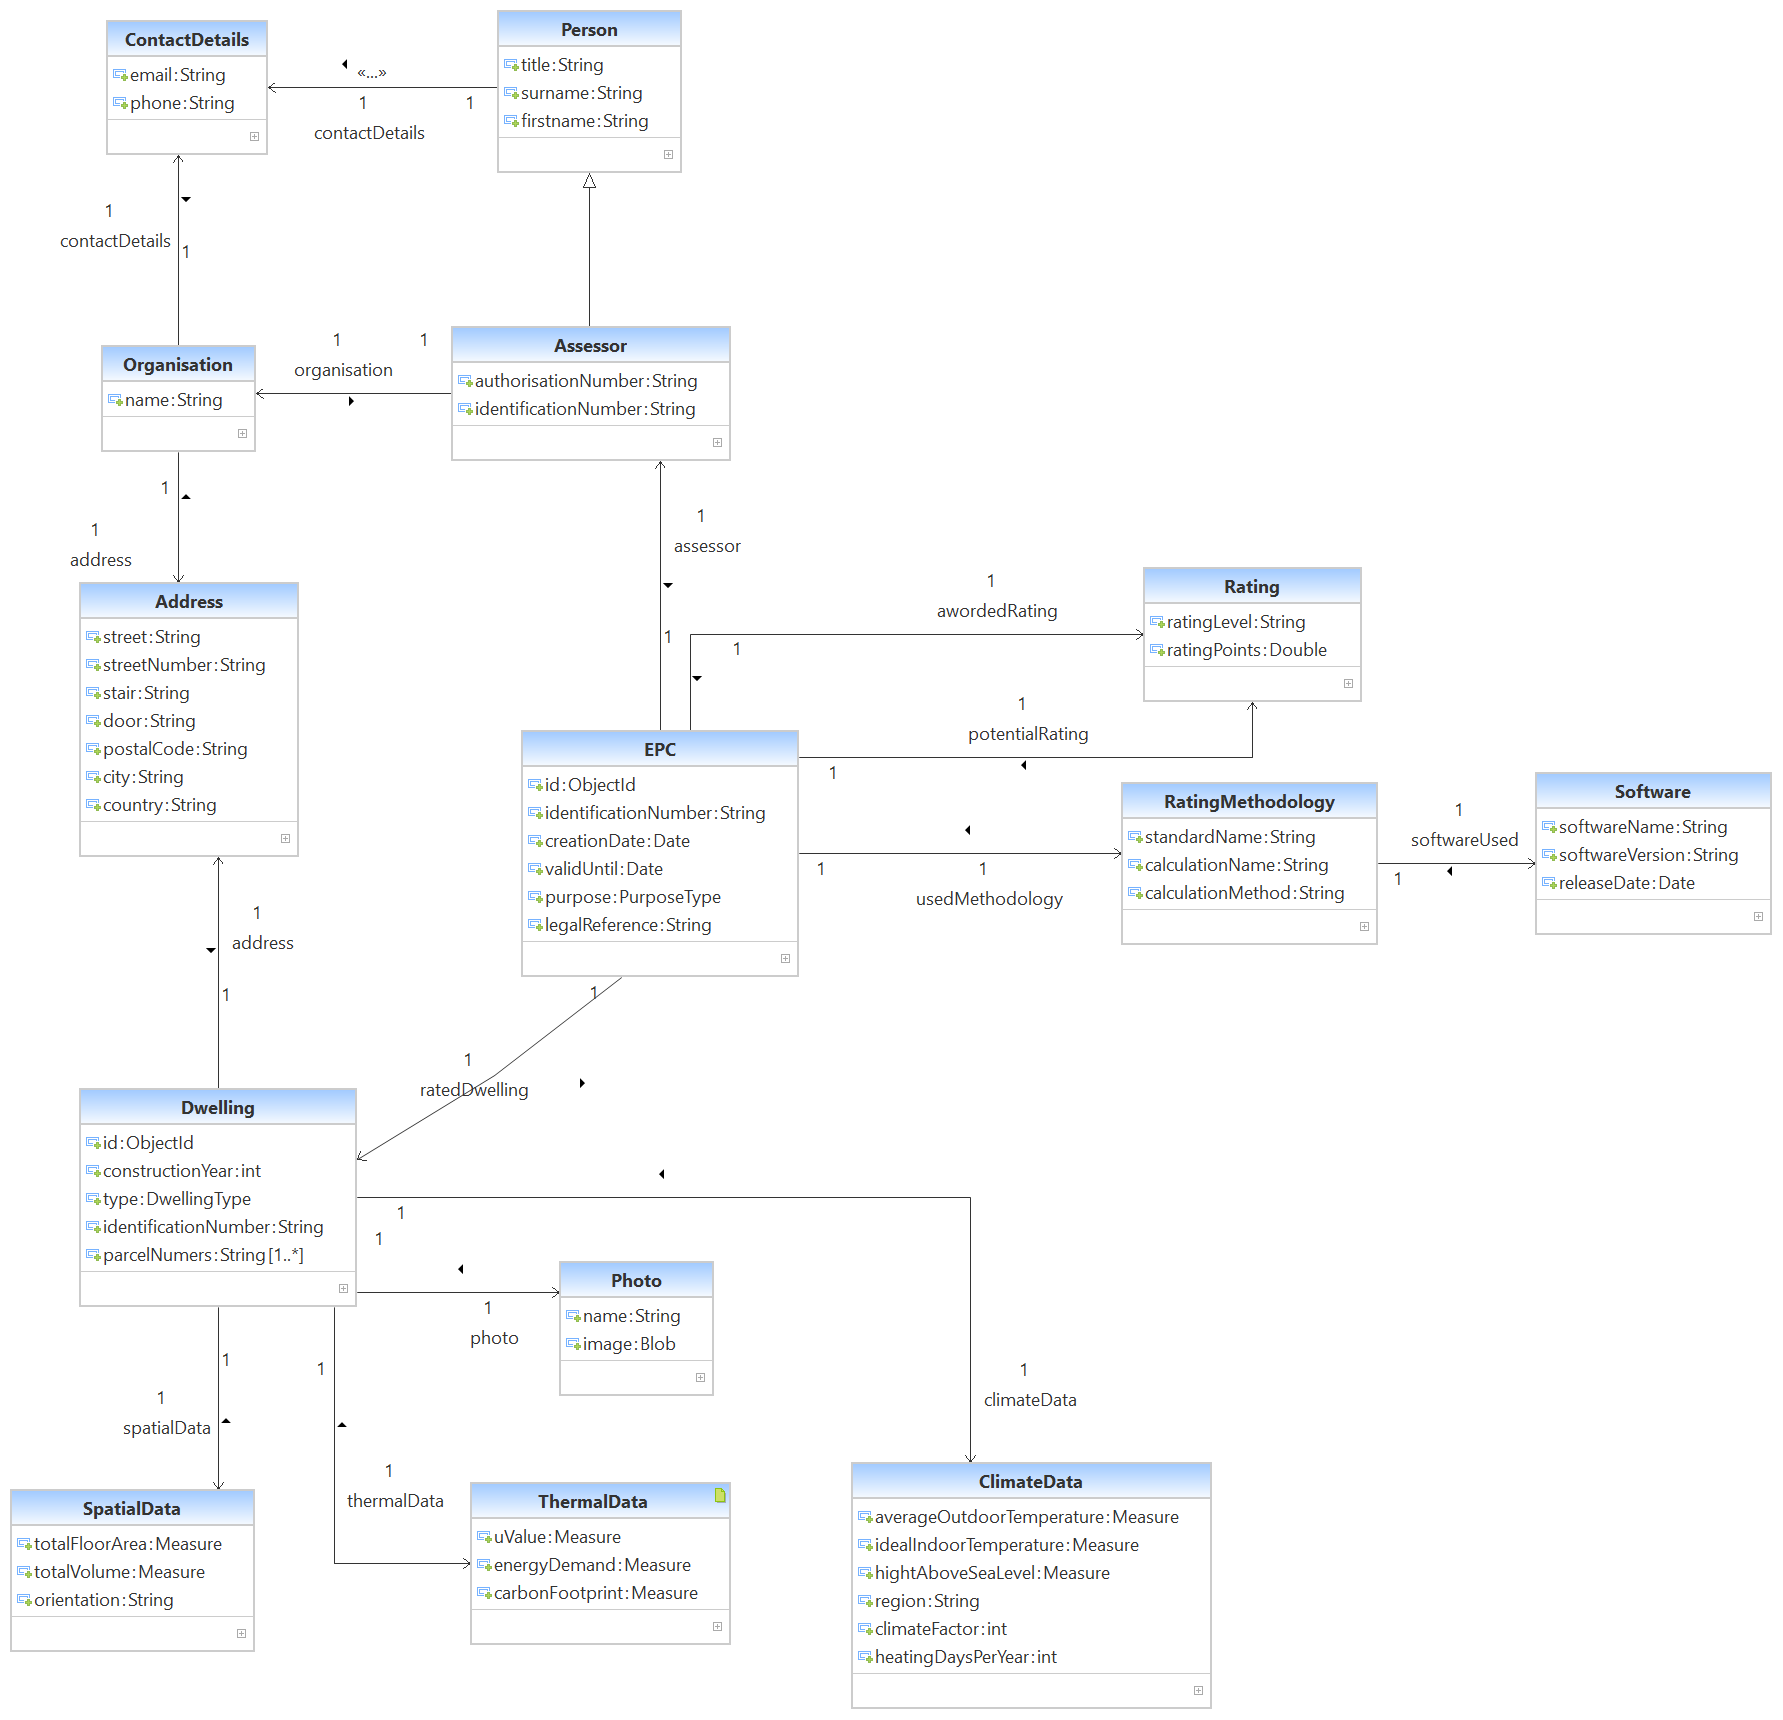 ContactDetails
email:String
phone:String
Person
title:String
surname:String
firstname:String
«...»
1
1
contactDetails
1
contactDetails
1
Organisation
name:String
1
1
organisation
Assessor
authorisationNumber:String
identificationNumber:String
1
1
address
Address
street:String
streetNumber:String
stair:String
door:String
postalCode:String
city:String
country:String
1
assessor
1
1
awordedRating
1
Rating
ratingLevel:String
ratingPoints:Double
1
potentialRating
1
EPC
id:ObjectId
identificationNumber:String
creationDate:Date
validUntil:Date
purpose:PurposeType
legalReference:String
1
1
usedMethodology
RatingMethodology
standardName:String
calculationName:String
calculationMethod:String
1
softwareUsed
1
Software
softwareName:String
softwareVersion:String
releaseDate:Date
1
address
1
1
1
ratedDwelling
Dwelling
id:ObjectId
constructionYear:int
type:DwellingType
identificationNumber:String
parcelNumers:String[1..*]
1
1
1
photo
Photo
name:String
image:Blob
1
climateData
1
1
spatialData
1
1
thermalData
SpatialData
totalFloorArea:Measure
totalVolume:Measure
orientation:String
ThermalData
uValue:Measure
energyDemand:Measure
carbonFootprint:Measure
ClimateData
averageOutdoorTemperature:Measure
idealIndoorTemperature:Measure
hightAboveSeaLevel:Measure
region:String
climateFactor:int
heatingDaysPerYear:int